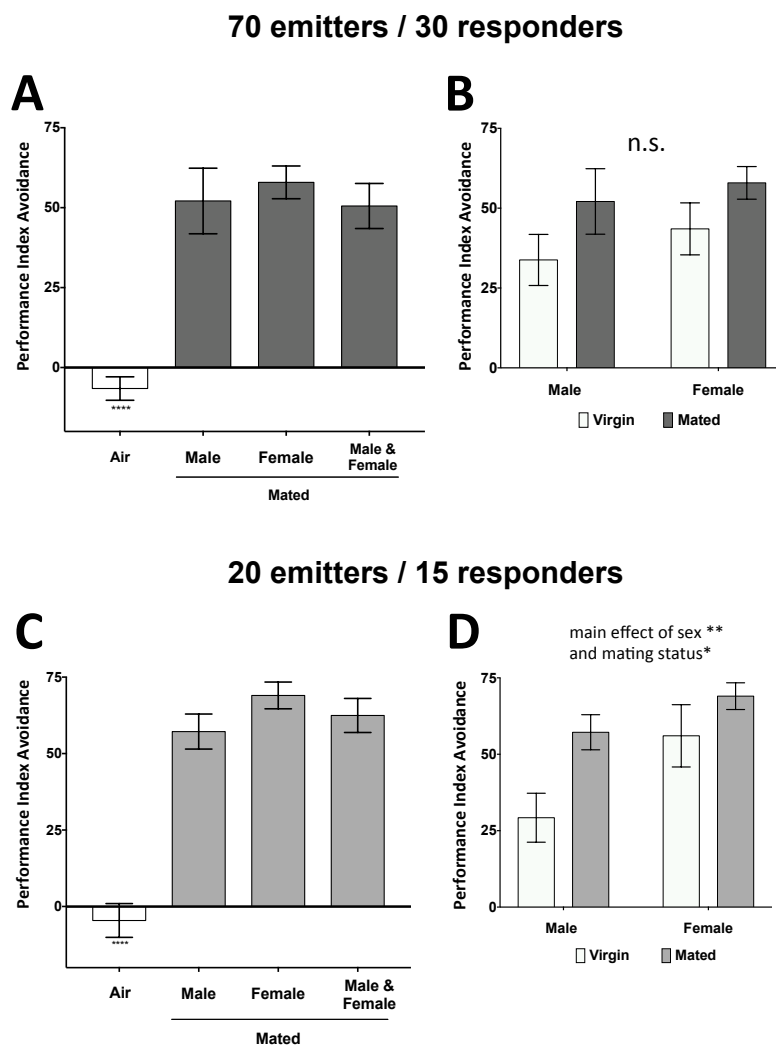 70 emitters / 30 responders
A
Performance Index Avoidance
75
50
25
0
****
Air
Male
Female
Male &
Female
Mated
B
Performance Index Avoidance
75
50
25
0
n.s.
Male
Female
Virgin
Mated
20 emitters / 15 responders
C
Performance Index Avoidance
75
50
25
0
****
Air
Male
Female
Male &
Female
Mated
D
main effect of sex **
and mating status*
Performance Index Avoidance
75
50
25
0
Male
Female
Virgin
Mated